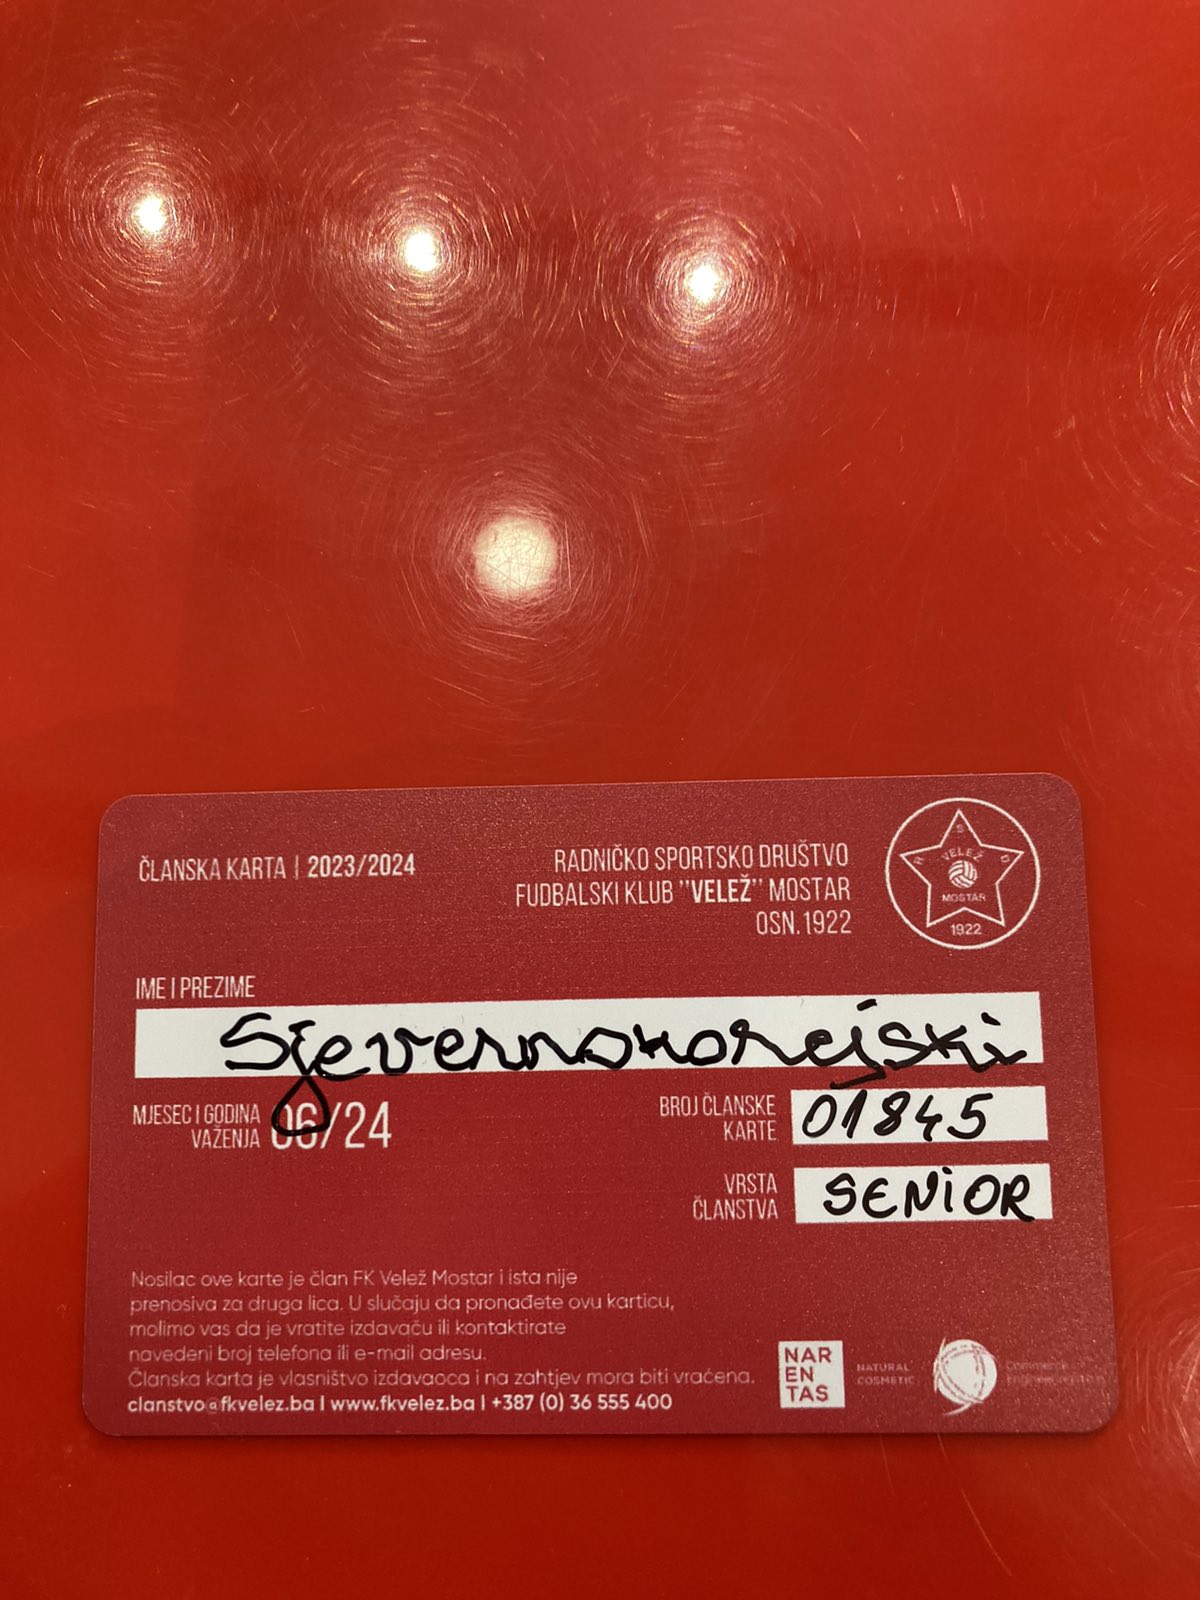 ČLANSKA KARTA | 2023/2024
RADNIČKO SPORTSKO DRUŠTVO
FUDBALSKI KLUB "VELEŽ" MOSTAR
OSN.1922
R S D
VELEŽ
MOSTAR
1922
IME I PREZIME
Sjevernokorejski
MJESEC I GODINA
VAŽENJA
06/24
BROJ ČLANSKE
KARTE
01845
VRSTA
ČLANSTVA
SENIOR
Nosilac ove karte je član FK Velež Mostar i ista nije
prenosiva za druga lica. U slučaju da pronađete ovu karticu,
molimo vas da je vratite izdavaču ili kontaktirate
navedeni broj telefona ili e-mail adresu.
Članska karta je vlasništvo izdavaoca i na zahtjev mora biti vraćena.
clanstvo@fkvelez.ba | www.fkvelez.ba | +387 (0) 36 555 400
NAR
EN
TAS
NATURAL
COSMETIC